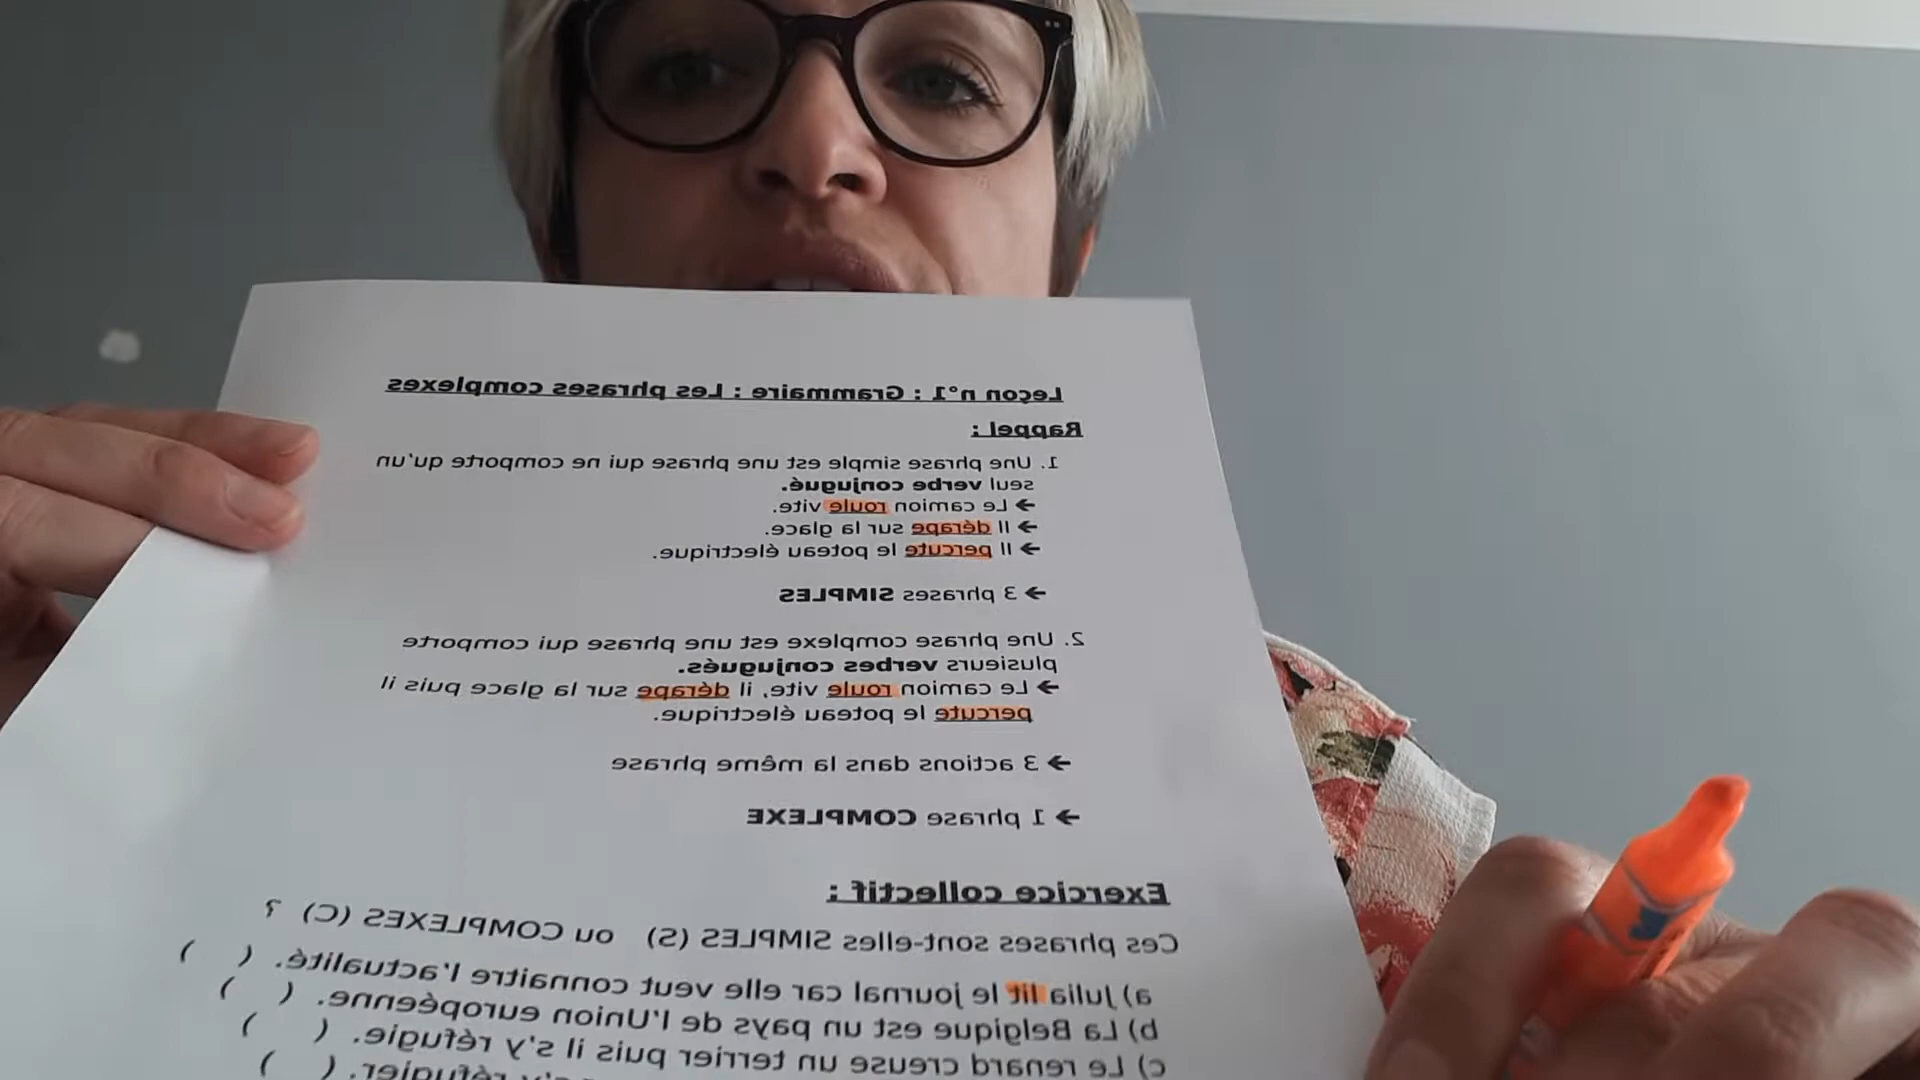 Leçon n°1 : Grammaire : Les phrases complexes
Rappel :
1. Une phrase simple est une phrase qui ne comporte qu'un
seul verbe conjugué.
→ Le camion roule vite.
→ Il dérape sur la glace.
→ Il percute le poteau électrique.
→ 3 phrases SIMPLES
2. Une phrase complexe est une phrase qui comporte
plusieurs verbes conjugués.
→ Le camion roule vite, il dérape sur la glace puis il
percute le poteau électrique.
→ 3 actions dans la même phrase
→ 1 phrase COMPLEXE
Exercice collectif :
Ces phrases sont-elles SIMPLES (S) ou COMPLEXES (C) ?
a) Julia lit le journal car elle veut connaitre l'actualité. ( )
b) La Belgique est un pays de l'Union européenne. ( )
c) Le renard creuse un terrier puis il s'y réfugie. ( )
s'y réfugier. ( )